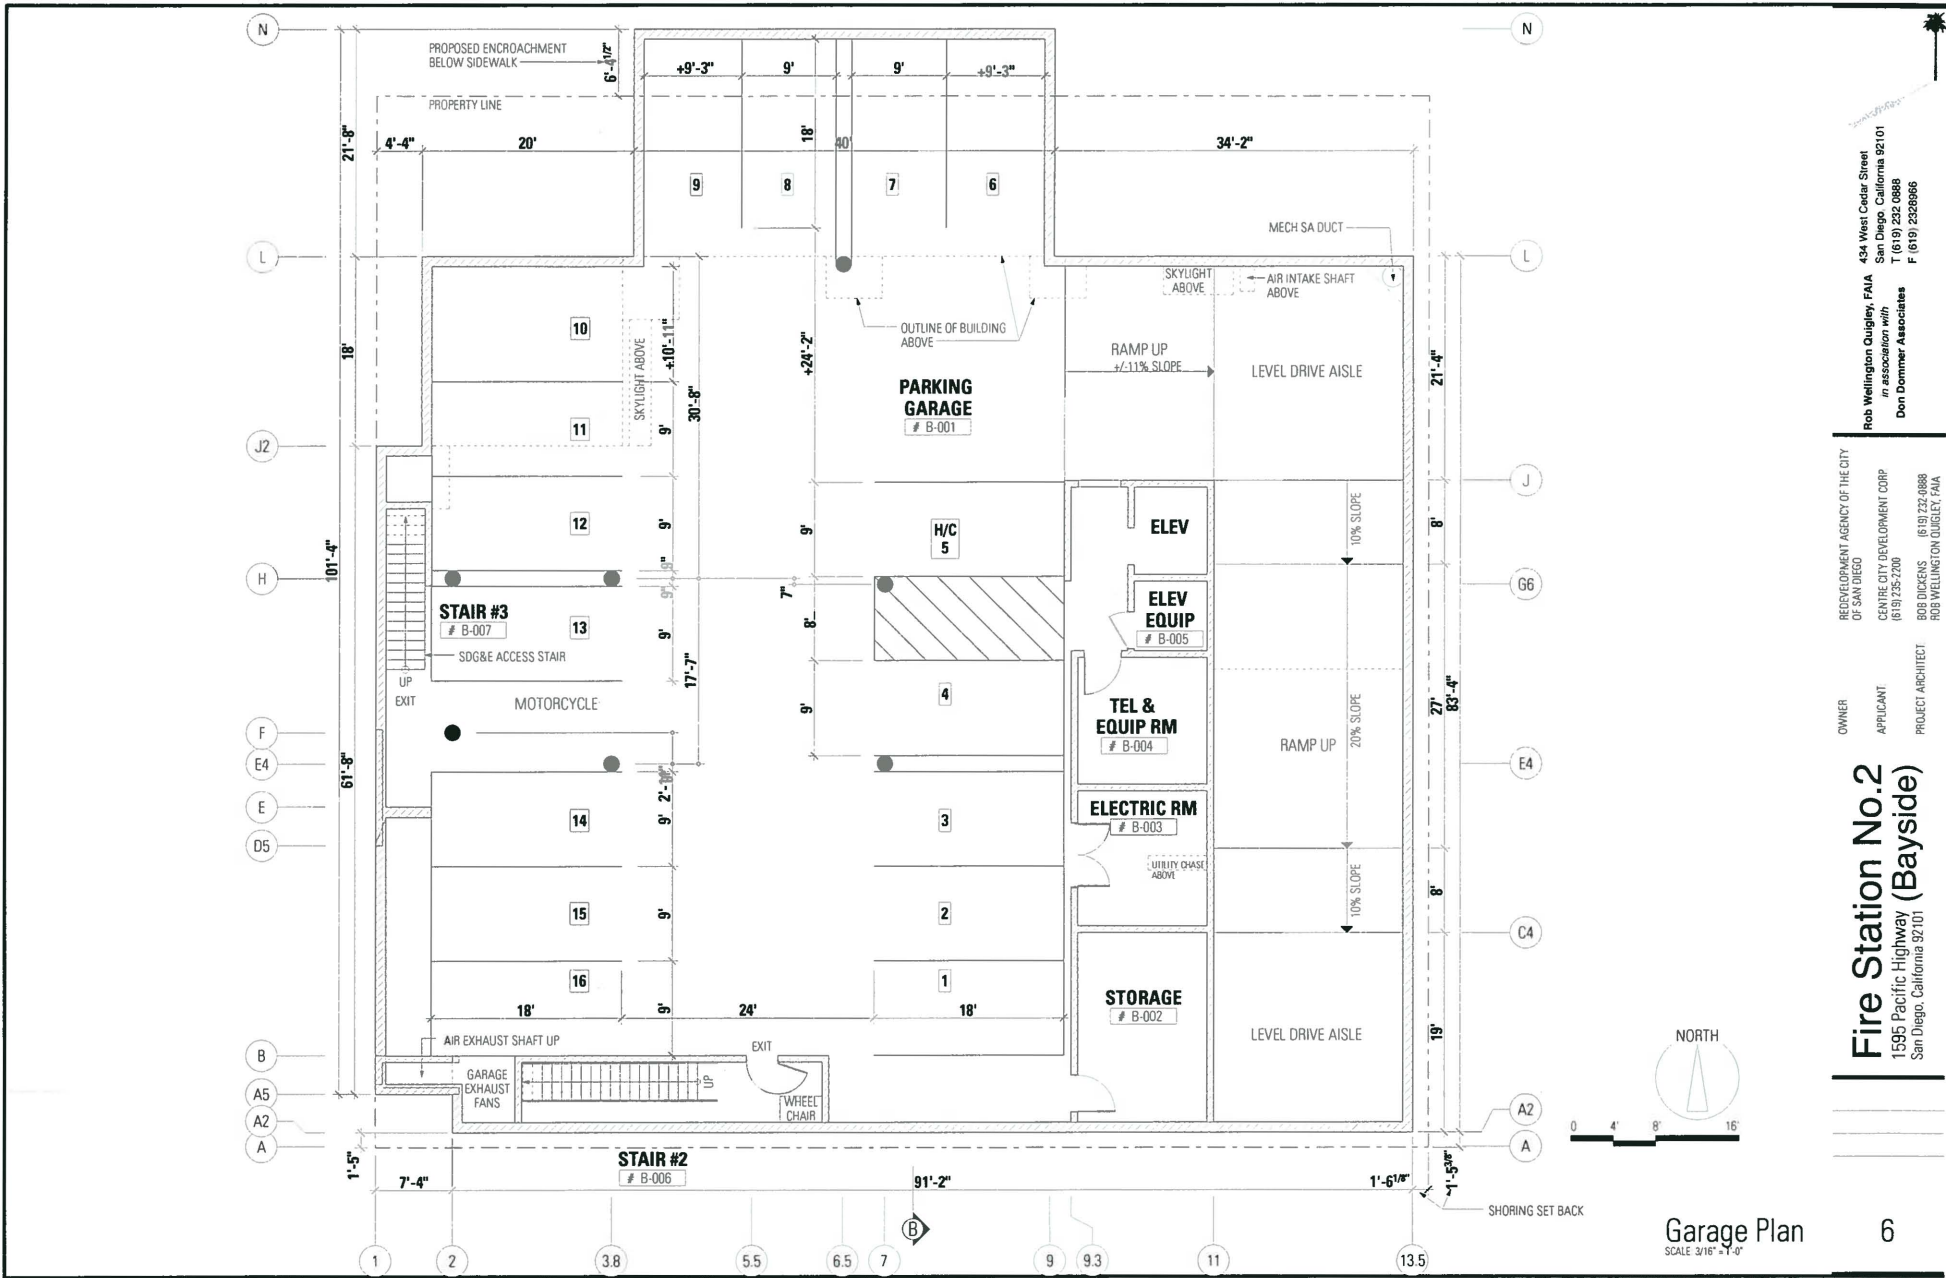 N
N
PROPOSED ENCROACHMENT
BELOW SIDEWALK
6'-4 1/2"
+9'-3"
9'
9'
+9'-3"
PROPERTY LINE
21'-8"
4'-4"
20'
18'
40'
34'-2"
9
8
7
6
MECH SA DUCT
L
L
SKYLIGHT
ABOVE
AIR INTAKE SHAFT
ABOVE
10
OUTLINE OF BUILDING
ABOVE
18'
SKYLIGHT ABOVE
+10'-11"
30'-8"
+24'-2"
RAMP UP
+/-11% SLOPE
LEVEL DRIVE AISLE
21'-4"
PARKING
GARAGE
# B-001
11
9'
J2
J
12
9'
9'
H/C
5
ELEV
10% SLOPE
8'
101'-4"
H
9"
9"
7"
G6
STAIR #3
# B-007
13
9'
8'
ELEV
EQUIP
# B-005
SDG&E ACCESS STAIR
UP
EXIT
MOTORCYCLE
17'-7"
9'
4
TEL &
EQUIP RM
# B-004
RAMP UP
20% SLOPE
27'
83'-4"
F
E4
E4
61'-8"
E
14
9'
3
ELECTRIC RM
# B-003
D5
UTILITY CHASE
ABOVE
10% SLOPE
8'
15
9'
2
C4
16
9'
1
18'
24'
18'
STORAGE
# B-002
LEVEL DRIVE AISLE
19'
AIR EXHAUST SHAFT UP
EXIT
B
GARAGE
EXHAUST
FANS
UP
WHEEL
CHAIR
A5
A2
A2
A
A
1'-5"
STAIR #2
# B-006
7'-4"
91'-2"
1'-6 1/8"
1'-5 3/8"
SHORING SET BACK
B
1
2
3.8
5.5
6.5
7
9
9.3
11
13.5
NORTH
0 4' 8' 16'
Garage Plan
SCALE 3/16" = 1'-0"
6
Rob Wellington Quigley, FAIA
in association with
Don Dommer Associates
434 West Cedar Street
San Diego, California 92101
T (619) 232 0888
F (619) 2328966
OWNER
REDEVELOPMENT AGENCY OF THE CITY
OF SAN DIEGO
APPLICANT
CENTRE CITY DEVELOPMENT CORP
(619) 235-2200
PROJECT ARCHITECT
BOB DICKENS (619) 232-0888
ROB WELLINGTON QUIGLEY, FAIA
Fire Station No.2
1595 Pacific Highway (Bayside)
San Diego, California 92101